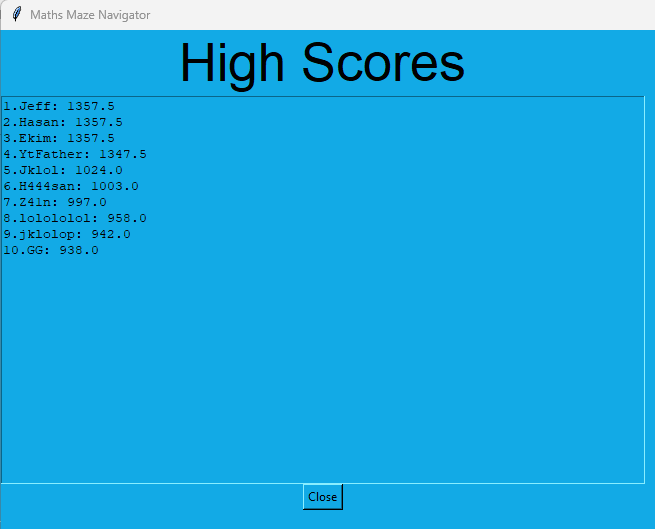 Maths Maze Navigator
High Scores
1.Jeff: 1357.5
2.Hasan: 1357.5
3.Ekim: 1357.5
4.YtFather: 1347.5
5.Jklol: 1024.0
6.H444san: 1003.0
7.Z41n: 997.0
8.lolololol: 958.0
9.jklolop: 942.0
10.GG: 938.0
Close